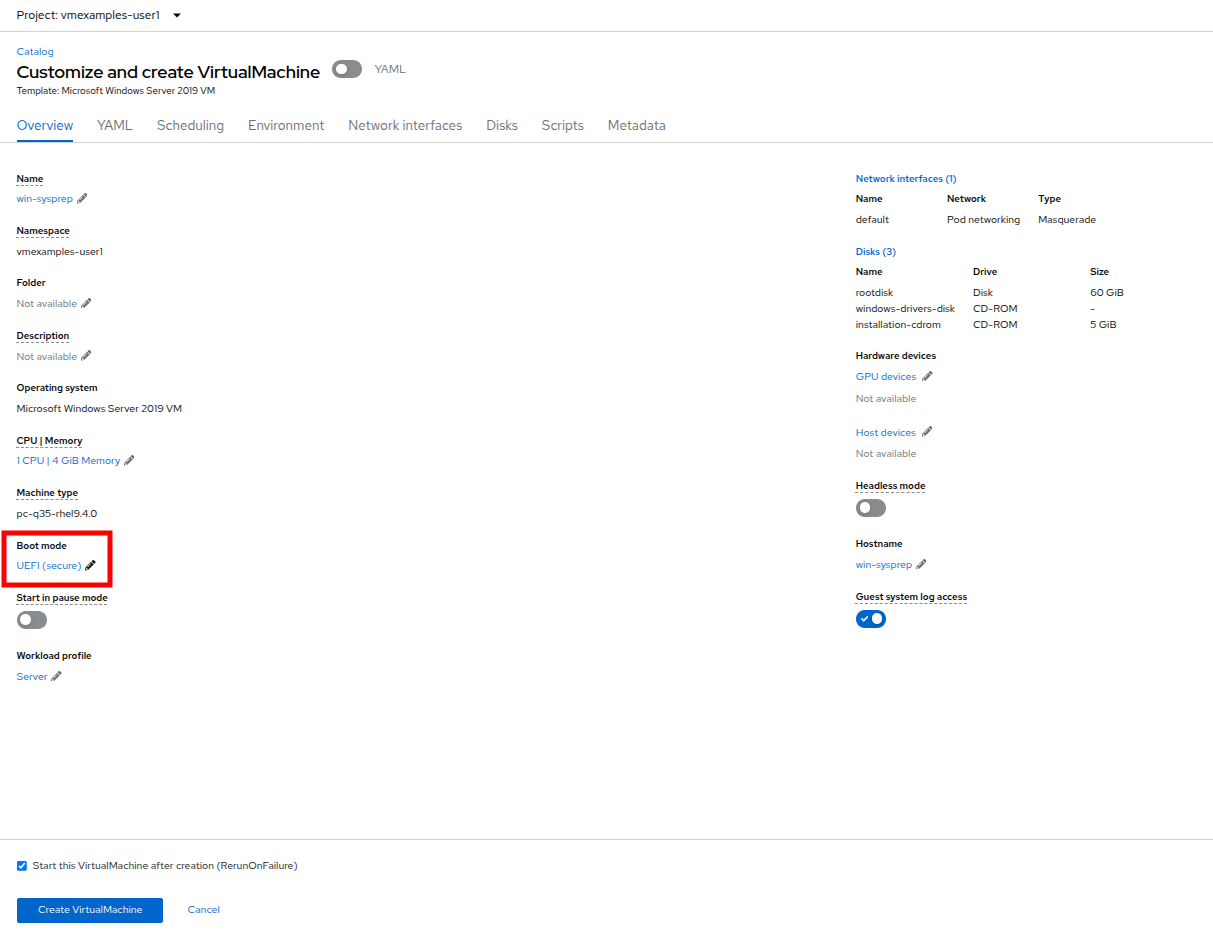 Project: vmexamples-user1
Catalog
Customize and create VirtualMachine YAML
Template: Microsoft Windows Server 2019 VM
Overview YAML Scheduling Environment Network interfaces Disks Scripts Metadata
Name
win-sysprep
Namespace
vmexamples-user1
Folder
Not available
Description
Not available
Operating system
Microsoft Windows Server 2019 VM
CPU | Memory
1 CPU | 4 GiB Memory
Machine type
pc-q35-rhel9.4.0
Boot mode
UEFI (secure)
Start in pause mode
Workload profile
Server
Network interfaces (1)
Name Network Type
default Pod networking Masquerade
Disks (3)
Name Drive Size
rootdisk Disk 60 GiB
windows-drivers-disk CD-ROM -
installation-cdrom CD-ROM 5 GiB
Hardware devices
GPU devices
Not available
Host devices
Not available
Headless mode
Hostname
win-sysprep
Guest system log access
Start this VirtualMachine after creation (RerunOnFailure)
Create VirtualMachine Cancel